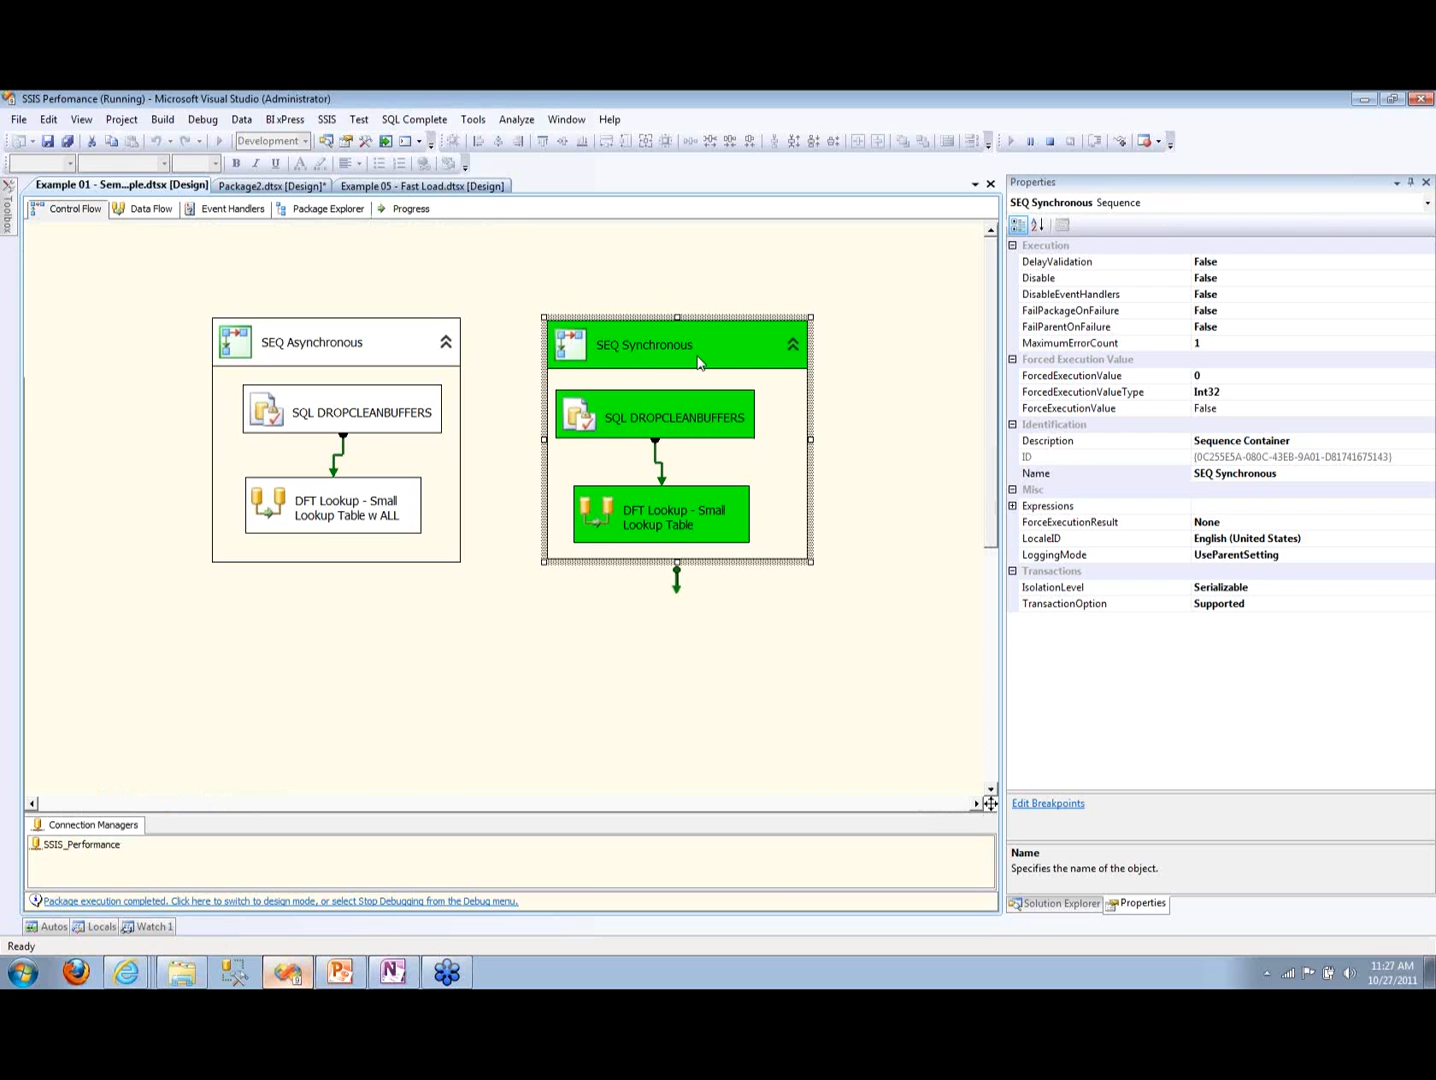 SSIS Perfomance (Running) - Microsoft Visual Studio (Administrator)
File Edit View Project Build Debug Data BI xPress SSIS Test SQL Complete Tools Analyze Window Help
Development
B I U A
Toolbox
Example 01 - Sem...ple.dtsx [Design] Package2.dtsx [Design]* Example 05 - Fast Load.dtsx [Design]
Control Flow Data Flow Event Handlers Package Explorer Progress
SEQ Asynchronous
SQL DROPCLEANBUFFERS
DFT Lookup - Small
Lookup Table w ALL
SEQ Synchronous
SQL DROPCLEANBUFFERS
DFT Lookup - Small
Lookup Table
Connection Managers
SSIS_Performance
Package execution completed. Click here to switch to design mode, or select Stop Debugging from the Debug menu.
Autos Locals Watch 1
Ready
Properties
SEQ Synchronous Sequence
Execution
DelayValidation False
Disable False
DisableEventHandlers False
FailPackageOnFailure False
FailParentOnFailure False
MaximumErrorCount 1
Forced Execution Value
ForcedExecutionValue 0
ForcedExecutionValueType Int32
ForceExecutionValue False
Identification
Description Sequence Container
ID {0C255E5A-080C-43EB-9A01-D81741675143}
Name SEQ Synchronous
Misc
Expressions
ForceExecutionResult None
LocaleID English (United States)
LoggingMode UseParentSetting
Transactions
IsolationLevel Serializable
TransactionOption Supported
Edit Breakpoints
Name
Specifies the name of the object.
Solution Explorer Properties
11:27 AM
10/27/2011